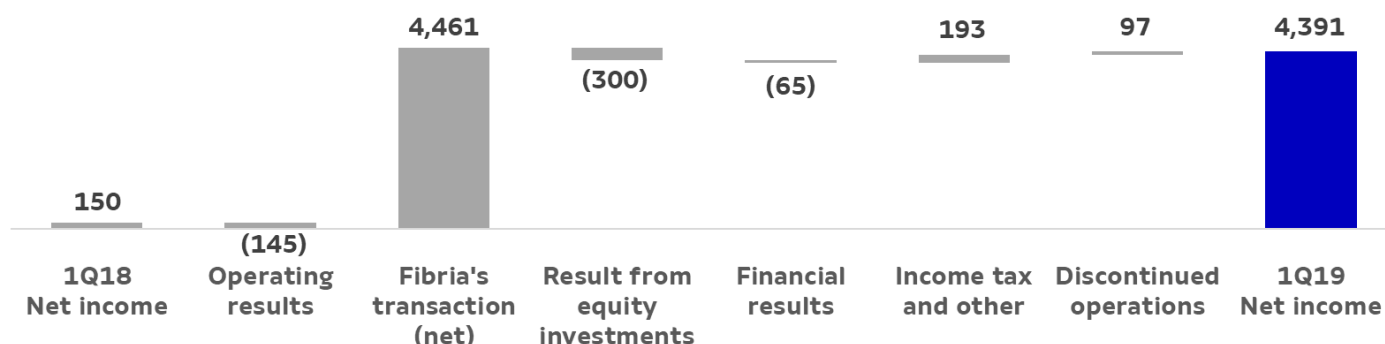 4,461
193
97
4,391
(300)
(65)
150
(145)
1Q18
Net income
Operating
results
Fibria's
transaction
(net)
Result from
equity
investments
Financial
results
Income tax
and other
Discontinued
operations
1Q19
Net income